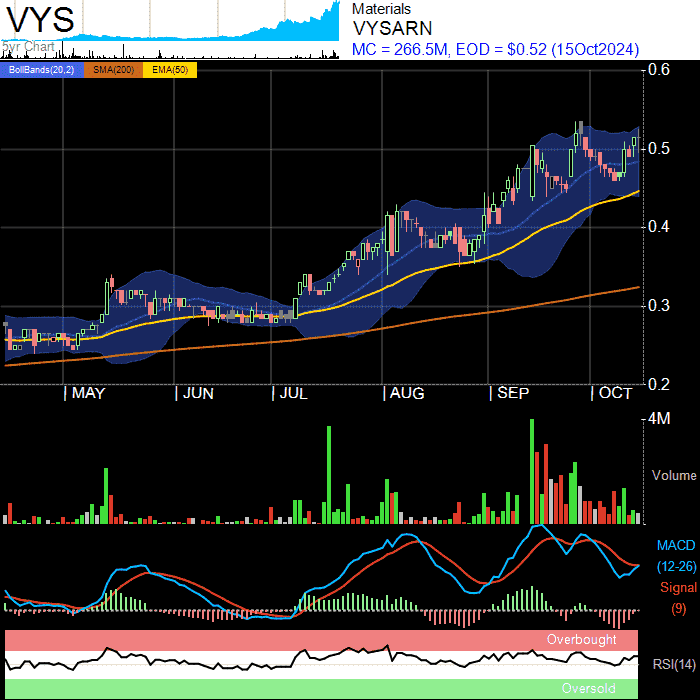 VYS
5yr Chart
Materials
VYSARN
MC = 266.5M, EOD = $0.52 (15Oct2024)
BollBands(20,2) SMA(200) EMA(50)
0.6
0.5
0.4
0.3
0.2
MAY JUN JUL AUG SEP OCT
4M
Volume
MACD
(12-26)
Signal
(9)
Overbought
RSI(14)
Oversold